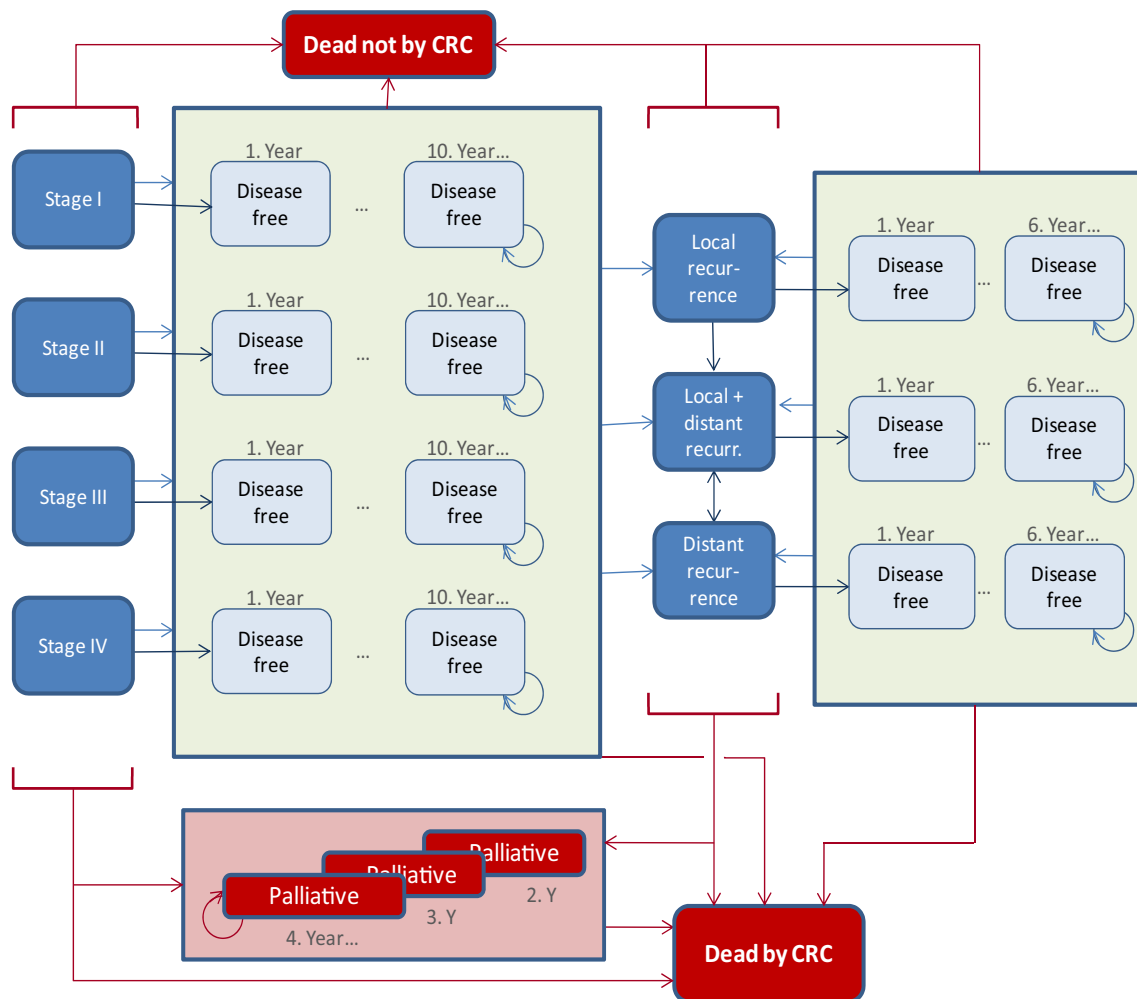 Dead not by CRC
1. Year
10. Year...
Stage I
Disease
free
...
Disease
free
1. Year
10. Year...
Stage II
Disease
free
...
Disease
free
1. Year
10. Year...
Stage III
Disease
free
...
Disease
free
1. Year
10. Year...
Stage IV
Disease
free
...
Disease
free
Local
recur-
rence
Local +
distant
recurr.
Distant
recur-
rence
1. Year
6. Year...
Disease
free
...
Disease
free
1. Year
6. Year...
Disease
free
...
Disease
free
1. Year
6. Year...
Disease
free
...
Disease
free
Palliative
2. Y
Palliative
3. Y
Palliative
4. Year...
Dead by CRC